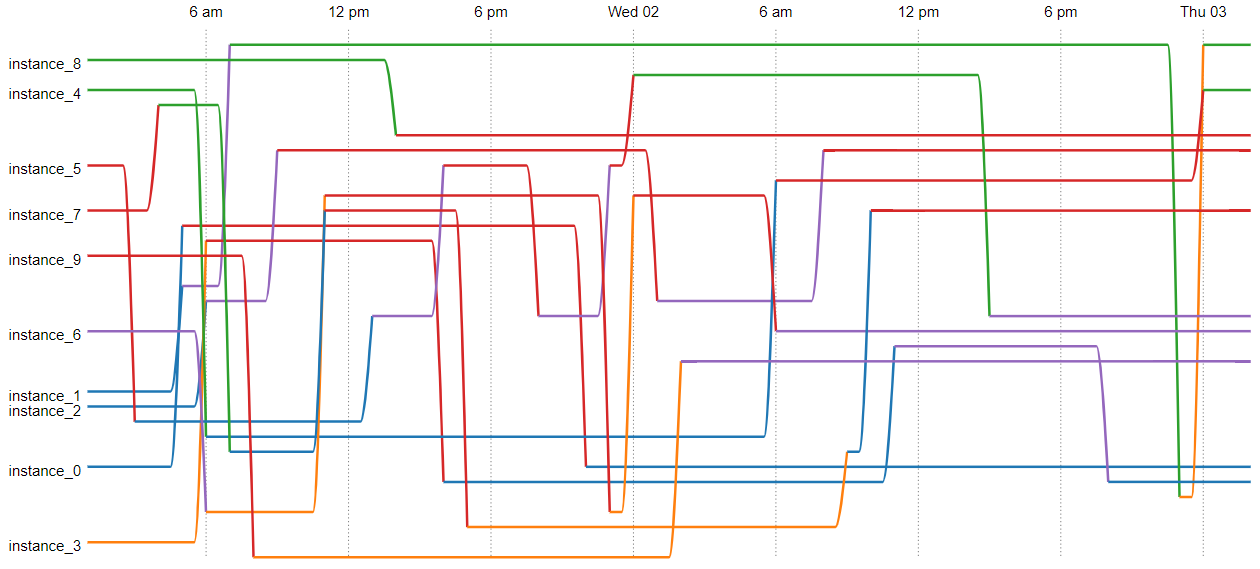 6 am 12 pm 6 pm Wed 02 6 am 12 pm 6 pm Thu 03
instance_8
instance_4
instance_5
instance_7
instance_9
instance_6
instance_1
instance_2
instance_0
instance_3